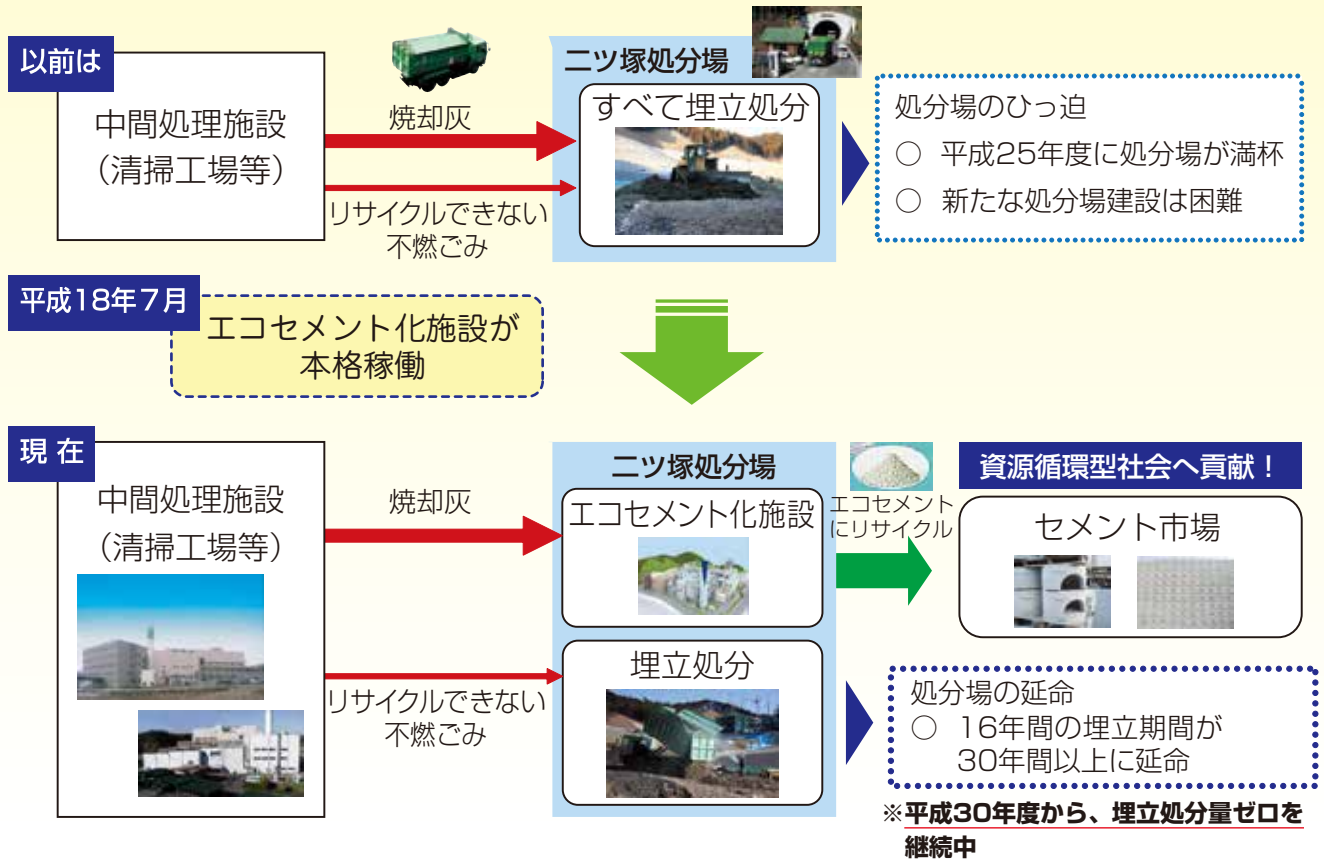 以前は
中間処理施設
（清掃工場等）
焼却灰
リサイクルできない
不燃ごみ
二ツ塚処分場
すべて埋立処分
処分場のひっ迫
○ 平成25年度に処分場が満杯
○ 新たな処分場建設は困難
平成18年7月
エコセメント化施設が
本格稼働
現 在
中間処理施設
（清掃工場等）
焼却灰
リサイクルできない
不燃ごみ
二ツ塚処分場
エコセメント化施設
埋立処分
エコセメント
にリサイクル
資源循環型社会へ貢献！
セメント市場
処分場の延命
○ 16年間の埋立期間が
30年間以上に延命
※平成30年度から、埋立処分量ゼロを
継続中